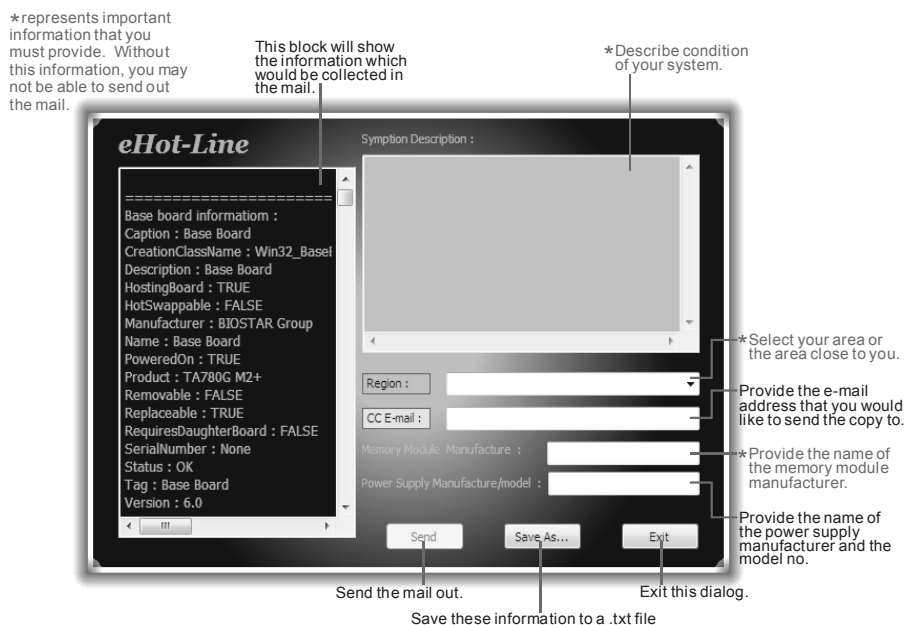 *represents important
information that you
must provide. Without
this information, you may
not be able to send out
the mail.
This block will show
the information which
would be collected in
the mail.
*Describe condition
of your system.
eHot-Line
==========================
Base board informatiom :
Caption : Base Board
CreationClassName : Win32_BaseI
Description : Base Board
HostingBoard : TRUE
HotSwappable : FALSE
Manufacturer : BIOSTAR Group
Name : Base Board
PoweredOn : TRUE
Product : TA780G M2+
Removable : FALSE
Replaceable : TRUE
RequiresDaughterBoard : FALSE
SerialNumber : None
Status : OK
Tag : Base Board
Version : 6.0
Symption Description :
Region :
CC E-mail :
Memory Module Manufacture :
Power Supply Manufacture/model :
Send
Save As...
Exit
*Select your area or
the area close to you.
Provide the e-mail
address that you would
like to send the copy to.
*Provide the name of
the memory module
manufacturer.
Provide the name of
the power supply
manufacturer and the
model no.
Send the mail out.
Exit this dialog.
Save these information to a .txt file